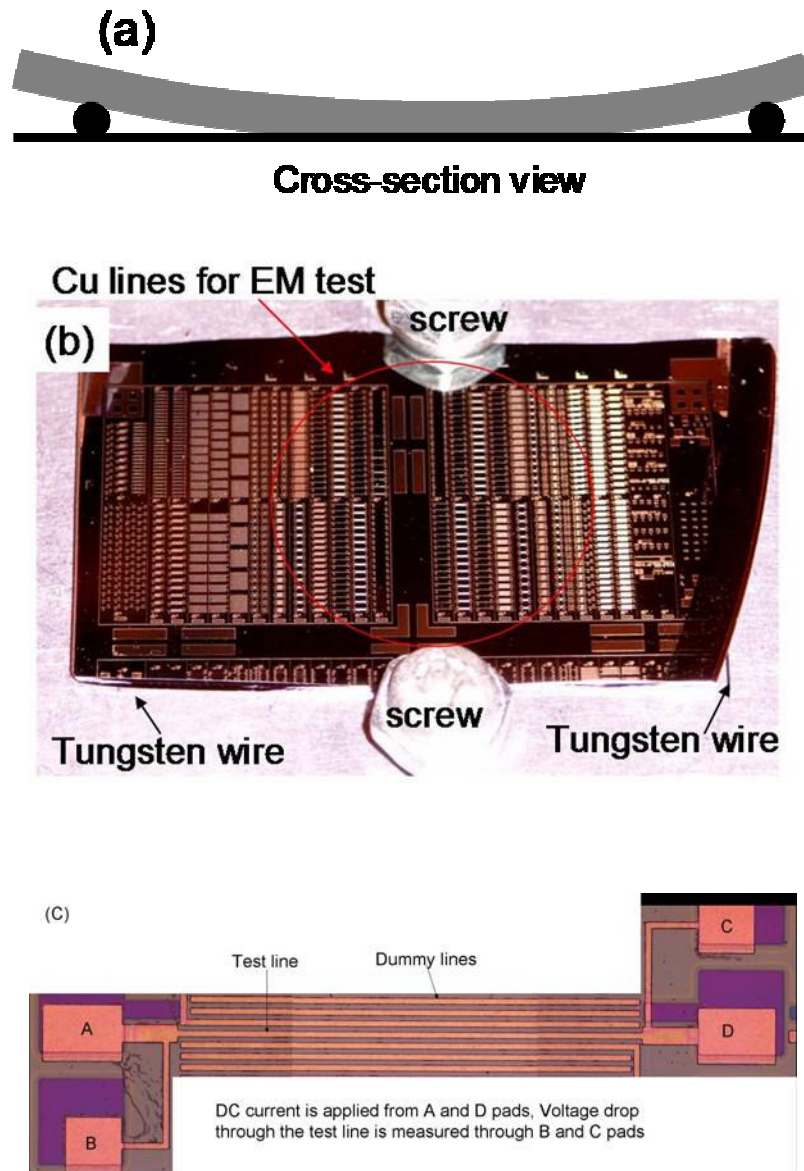 (a)
Cross-section view
Cu lines for EM test
screw
(b)
screw
Tungsten wire
Tungsten wire
(C)
C
Test line
Dummy lines
A
D
B
DC current is applied from A and D pads, Voltage drop
through the test line is measured through B and C pads